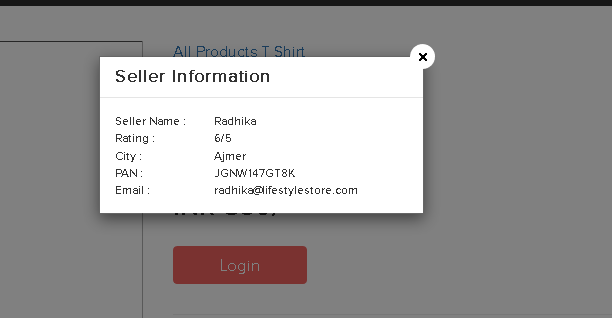 All Products T Shirt
Seller Information
Seller Name : Radhika
Rating : 6/5
City : Ajmer
PAN : JGNW147GT8K
Email : radhika@lifestylestore.com
Login